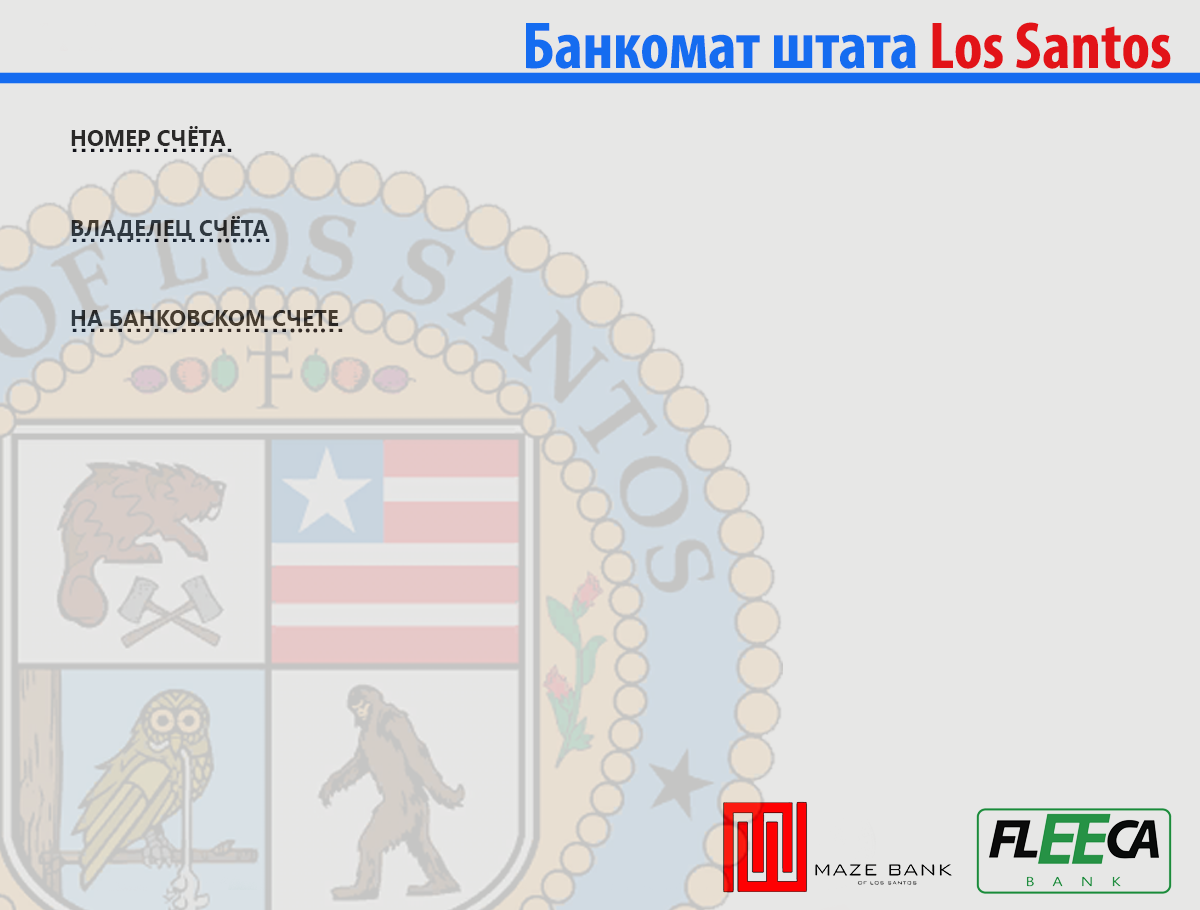 Банкомат штата Los Santos
НОМЕР СЧЁТА
ВЛАДЕЛЕЦ СЧЁТА
НА БАНКОВСКОМ СЧЕТЕ
OF LOS SANTOS
MAZE BANK
OF LOS SANTOS
FLEECA
BANK